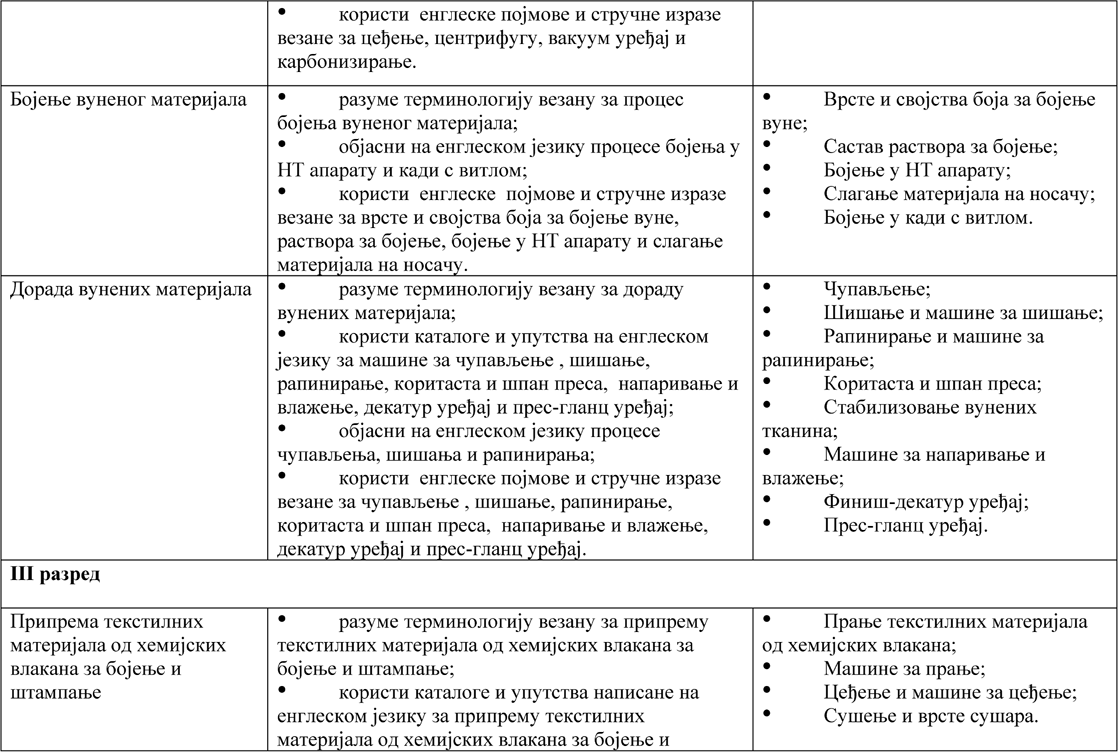 • користи енглеске појмове и стручне изразе
везане за цеђење, центрифугу, вакуум уређај и
карбонизирање.
Бојење вуненог материјала
• разуме терминологију везану за процес
бојења вуненог материјала;
• објасни на енглеском језику процесе бојења у
НТ апарату и кади с витлом;
• користи енглеске појмове и стручне изразе
везане за врсте и својства боја за бојење вуне,
раствора за бојење, бојење у НТ апарату и слагање
материјала на носачу.
• Врсте и својства боја за бојење
вуне;
• Састав раствора за бојење;
• Бојење у НТ апарату;
• Слагање материјала на носачу;
• Бојење у кади с витлом.
Дорада вунених материјала
• разуме терминологију везану за дораду
вунених материјала;
• користи каталоге и упутства на енглеском
језику за машине за чупављење , шишање,
рапинирање, коритаста и шпан преса, напаривање и
влажење, декатур уређај и прес-гланц уређај;
• објасни на енглеском језику процесе
чупављења, шишања и рапинирања;
• користи енглеске појмове и стручне изразе
везане за чупављење , шишање, рапинирање,
коритаста и шпан преса, напаривање и влажење,
декатур уређај и прес-гланц уређај.
• Чупављење;
• Шишање и машине за шишање;
• Рапинирање и машине за
рапинирање;
• Коритаста и шпан преса;
• Стабилизовање вунених
тканина;
• Машине за напаривање и
влажење;
• Финиш-декатур уређај;
• Прес-гланц уређај.
III разред
Припрема текстилних
материјала од хемијских
влакана за бојење и
штампање
• разуме терминологију везану за припрему
текстилних материјала од хемијских влакана за
бојење и штампање;
• користи каталоге и упутства написане на
енглеском језику за припрему текстилних
материјала од хемијских влакана за бојење и
• Прање текстилних материјала
од хемијских влакана;
• Машине за прање;
• Цеђење и машине за цеђење;
• Сушење и врсте сушара.